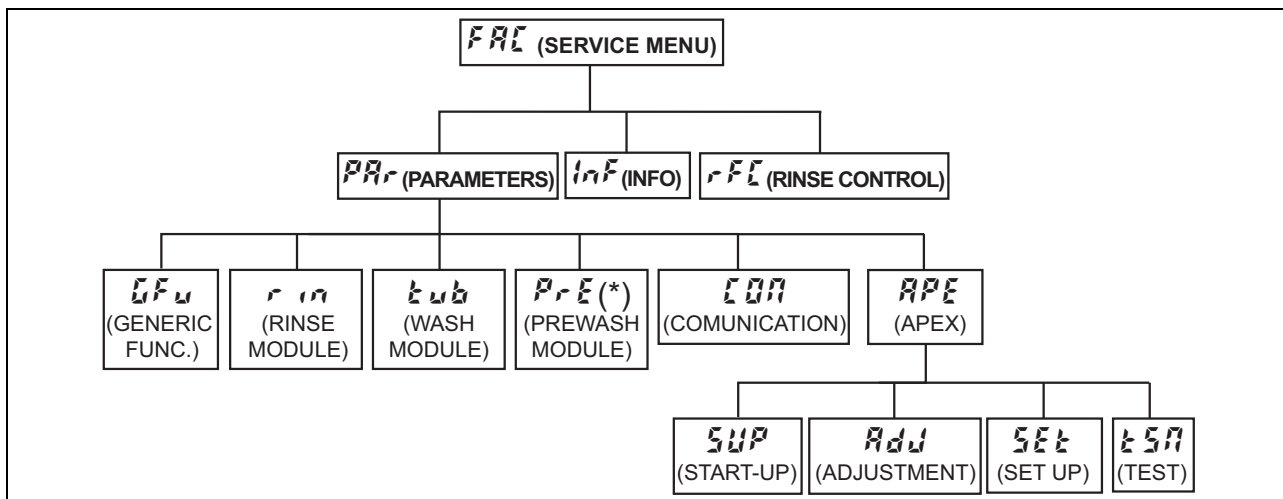 FAC (SERVICE MENU)
PAr (PARAMETERS)
InF (INFO)
rFC (RINSE CONTROL)
GFu
(GENERIC
FUNC.)
rin
(RINSE
MODULE)
tub
(WASH
MODULE)
PrE(*)
(PREWASH
MODULE)
COM
(COMUNICATION)
APE
(APEX)
SUP
(START-UP)
AdJ
(ADJUSTMENT)
SEt
(SET UP)
tSM
(TEST)